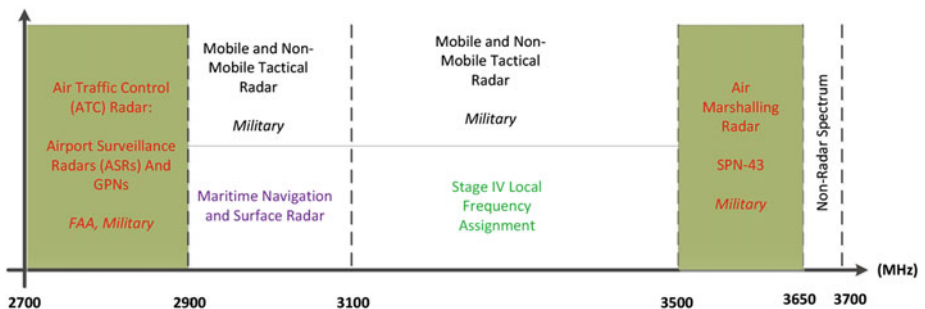 Air Traffic Control
(ATC) Radar:
Airport Surveillance
Radars (ASRs) And
GPNs
FAA, Military
Mobile and Non-
Mobile Tactical
Radar
Military
Maritime Navigation
and Surface Radar
Mobile and Non-
Mobile Tactical
Radar
Military
Stage IV Local
Frequency
Assignment
Air
Marshalling
Radar
SPN-43
Military
Non-Radar Spectrum
(MHz)
2700
2900
3100
3500
3650
3700